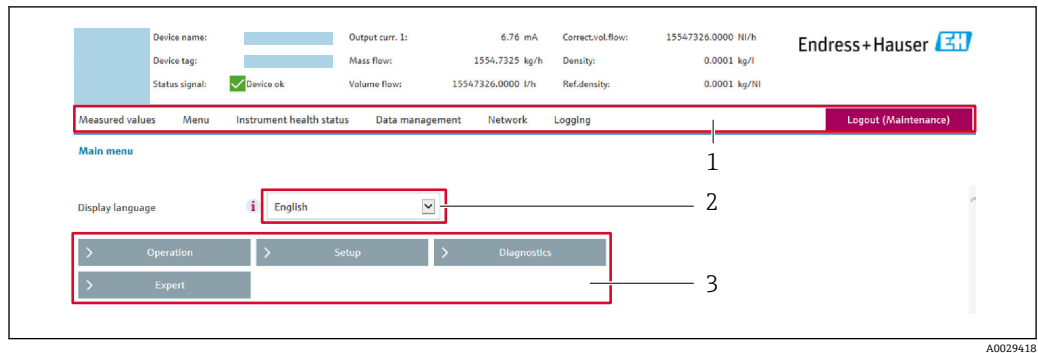 Device name: Output curr. 1: 6.76 mA Correct.vol.flow: 15547326.0000 Nl/h
Endress+Hauser EH
Device tag: Mass flow: 1554.7325 kg/h Density: 0.0001 kg/l
Status signal: Device ok Volume flow: 15547326.0000 l/h Ref.density: 0.0001 kg/Nl
Measured values Menu Instrument health status Data management Network Logging Logout (Maintenance)
1
Main menu
Display language i English 2
> Operation > Setup > Diagnostics
> Expert 3
A0029418